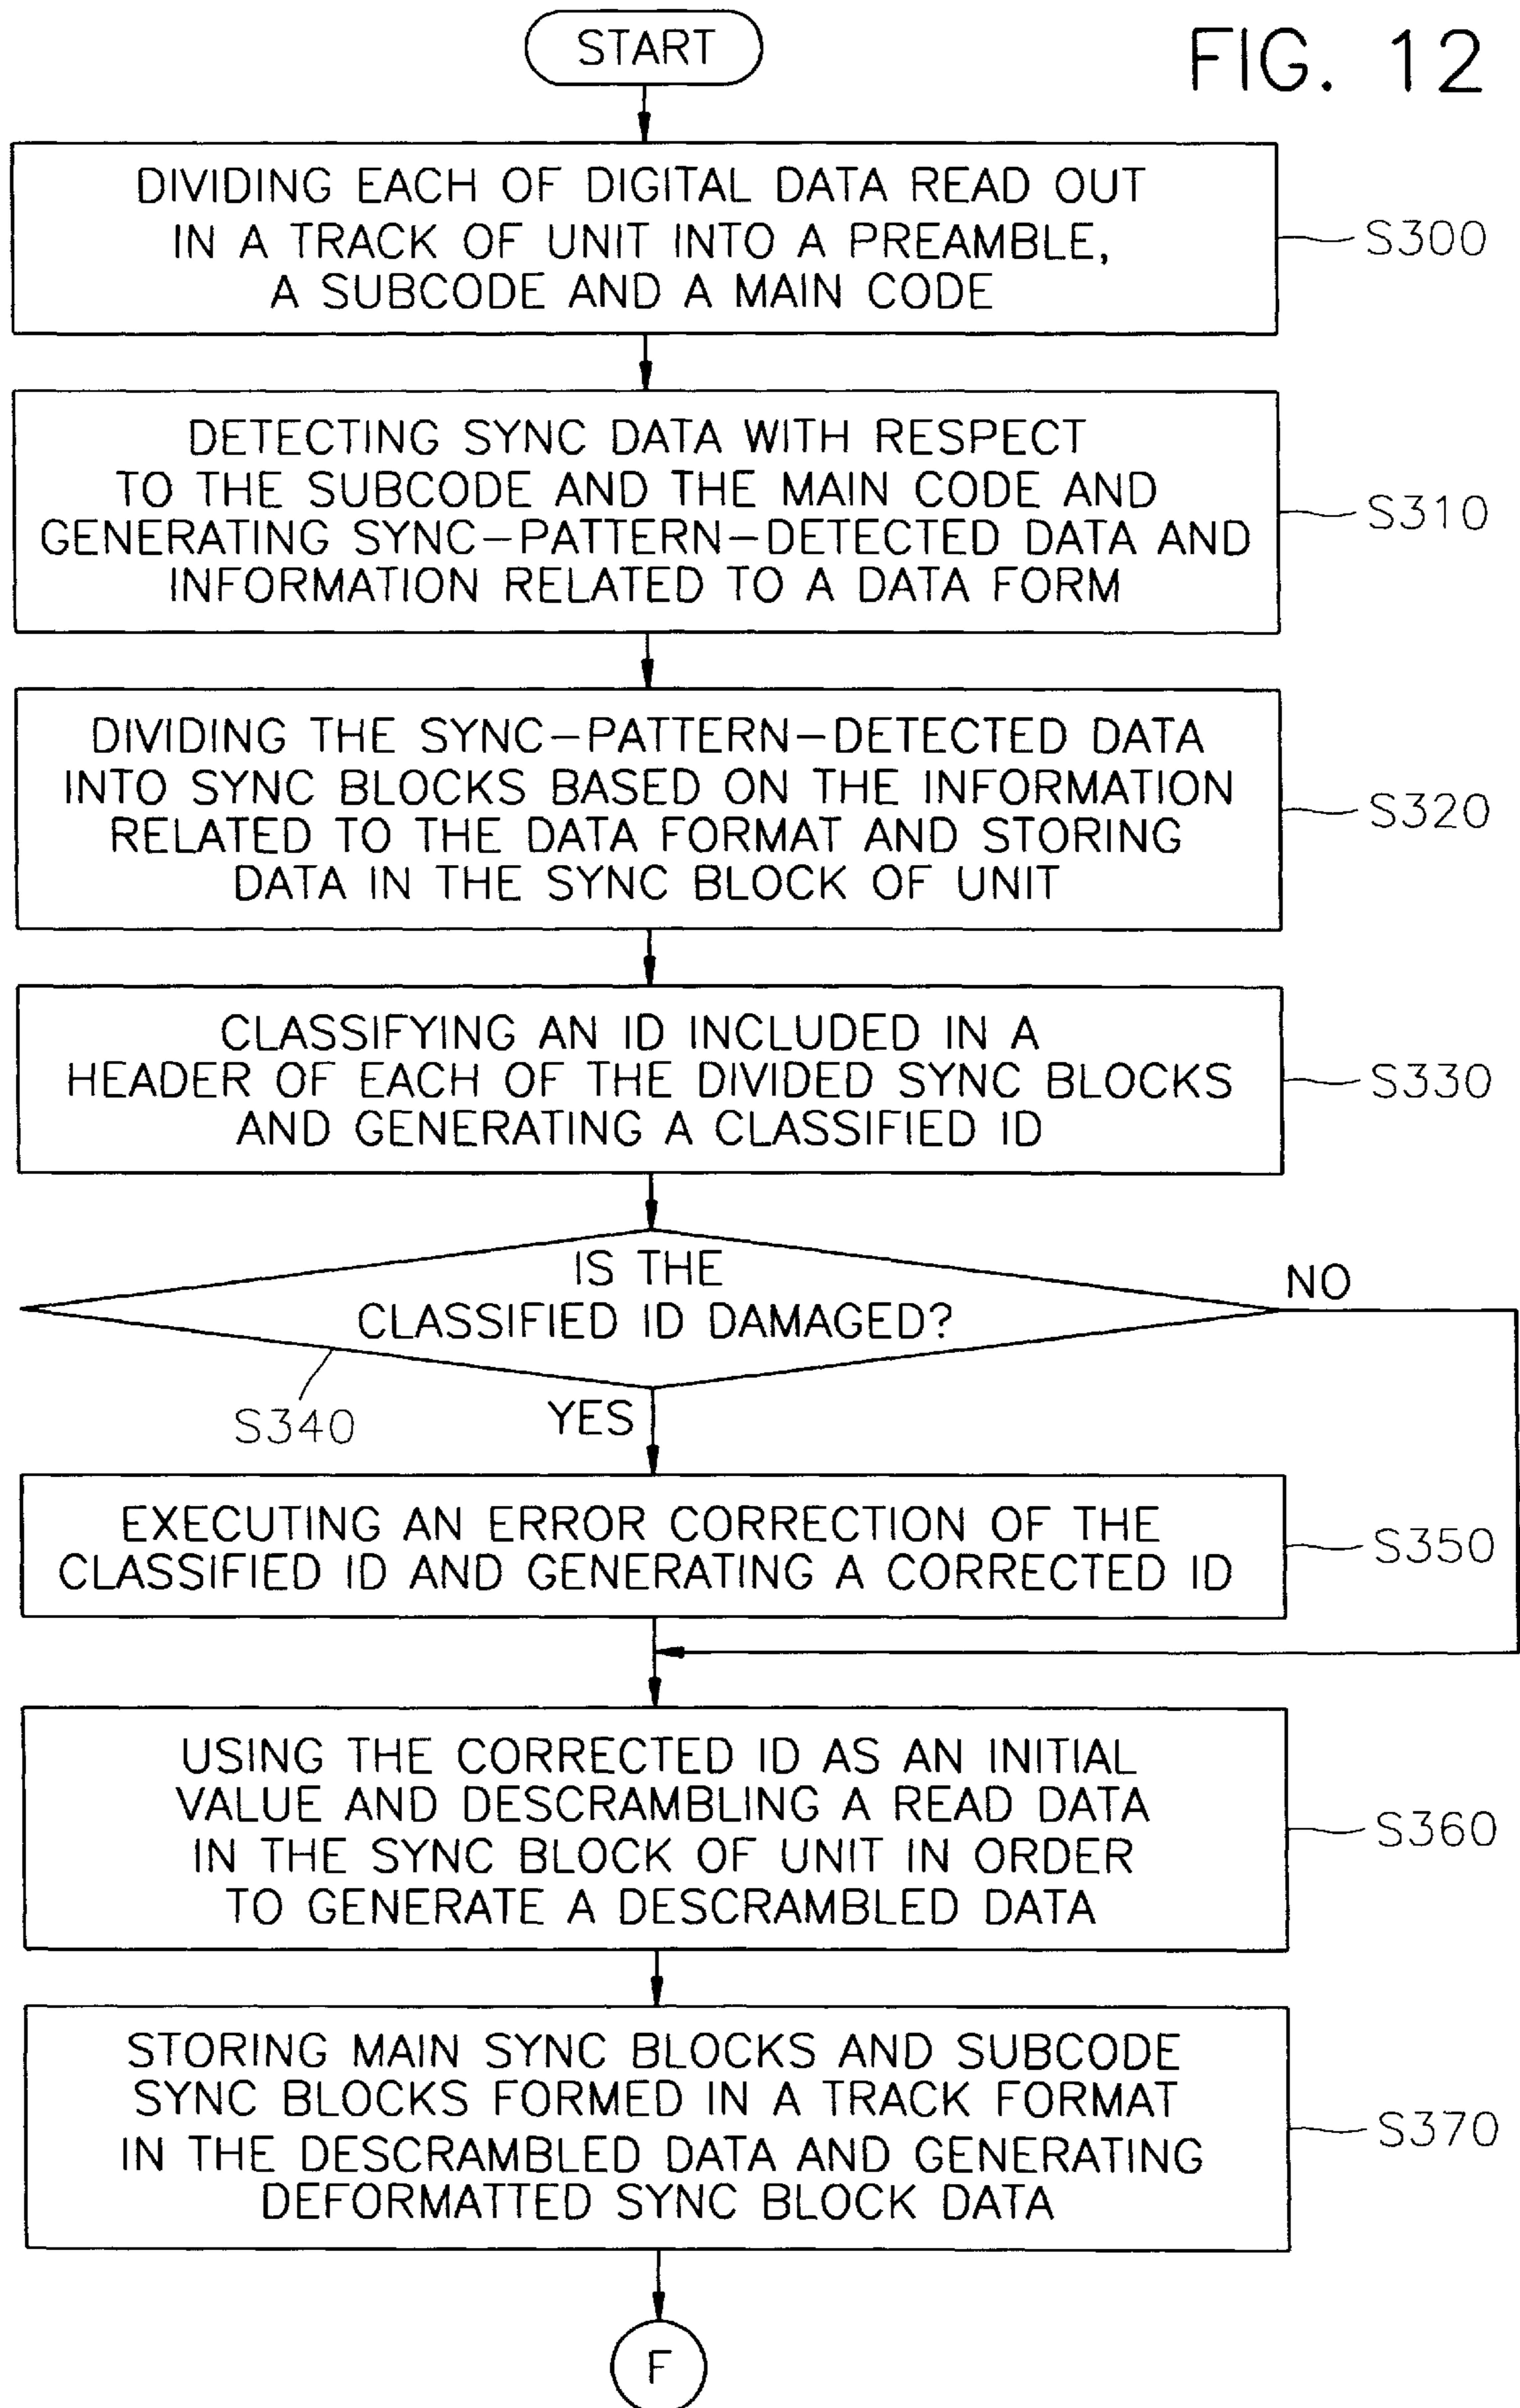 START
FIG. 12
DIVIDING EACH OF DIGITAL DATA READ OUT
IN A TRACK OF UNIT INTO A PREAMBLE,
A SUBCODE AND A MAIN CODE
S300
DETECTING SYNC DATA WITH RESPECT
TO THE SUBCODE AND THE MAIN CODE AND
GENERATING SYNC-PATTERN-DETECTED DATA AND
INFORMATION RELATED TO A DATA FORM
S310
DIVIDING THE SYNC-PATTERN-DETECTED DATA
INTO SYNC BLOCKS BASED ON THE INFORMATION
RELATED TO THE DATA FORMAT AND STORING
DATA IN THE SYNC BLOCK OF UNIT
S320
CLASSIFYING AN ID INCLUDED IN A
HEADER OF EACH OF THE DIVIDED SYNC BLOCKS
AND GENERATING A CLASSIFIED ID
S330
IS THE
CLASSIFIED ID DAMAGED?
NO
S340
YES
EXECUTING AN ERROR CORRECTION OF THE
CLASSIFIED ID AND GENERATING A CORRECTED ID
S350
USING THE CORRECTED ID AS AN INITIAL
VALUE AND DESCRAMBLING A READ DATA
IN THE SYNC BLOCK OF UNIT IN ORDER
TO GENERATE A DESCRAMBLED DATA
S360
STORING MAIN SYNC BLOCKS AND SUBCODE
SYNC BLOCKS FORMED IN A TRACK FORMAT
IN THE DESCRAMBLED DATA AND GENERATING
DEFORMATTED SYNC BLOCK DATA
S370
F